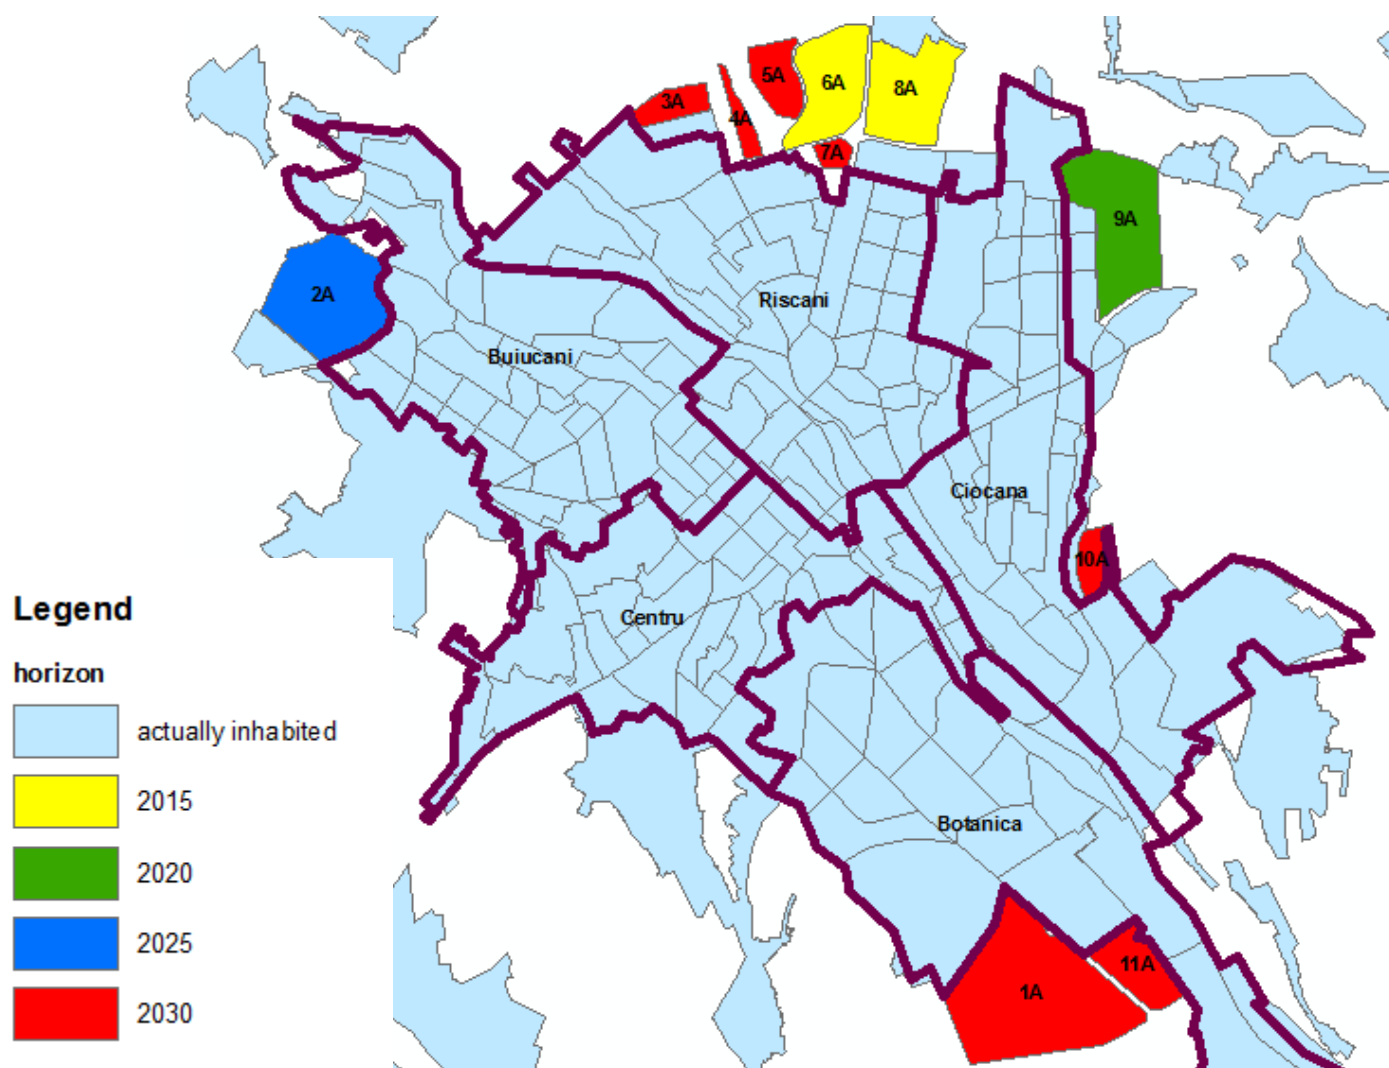 5A
6A
8A
3A
4A
7A
9A
2A
Riscani
Buiucani
Ciocana
10A
Centru
Botanica
11A
1A
Legend
horizon
actually inhabited
2015
2020
2025
2030